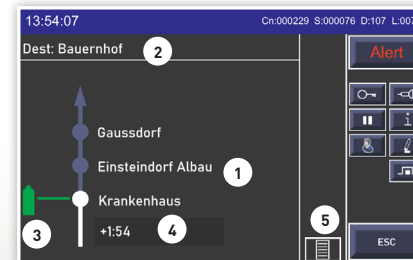 13:54:07 Cn:000229 S:000076 D:107 L:007
Dest: Bauernhof 2
Alert
Gaussdorf
Einsteindorf Albau 1
Krankenhaus
+1:54 4
3
5
i
ESC